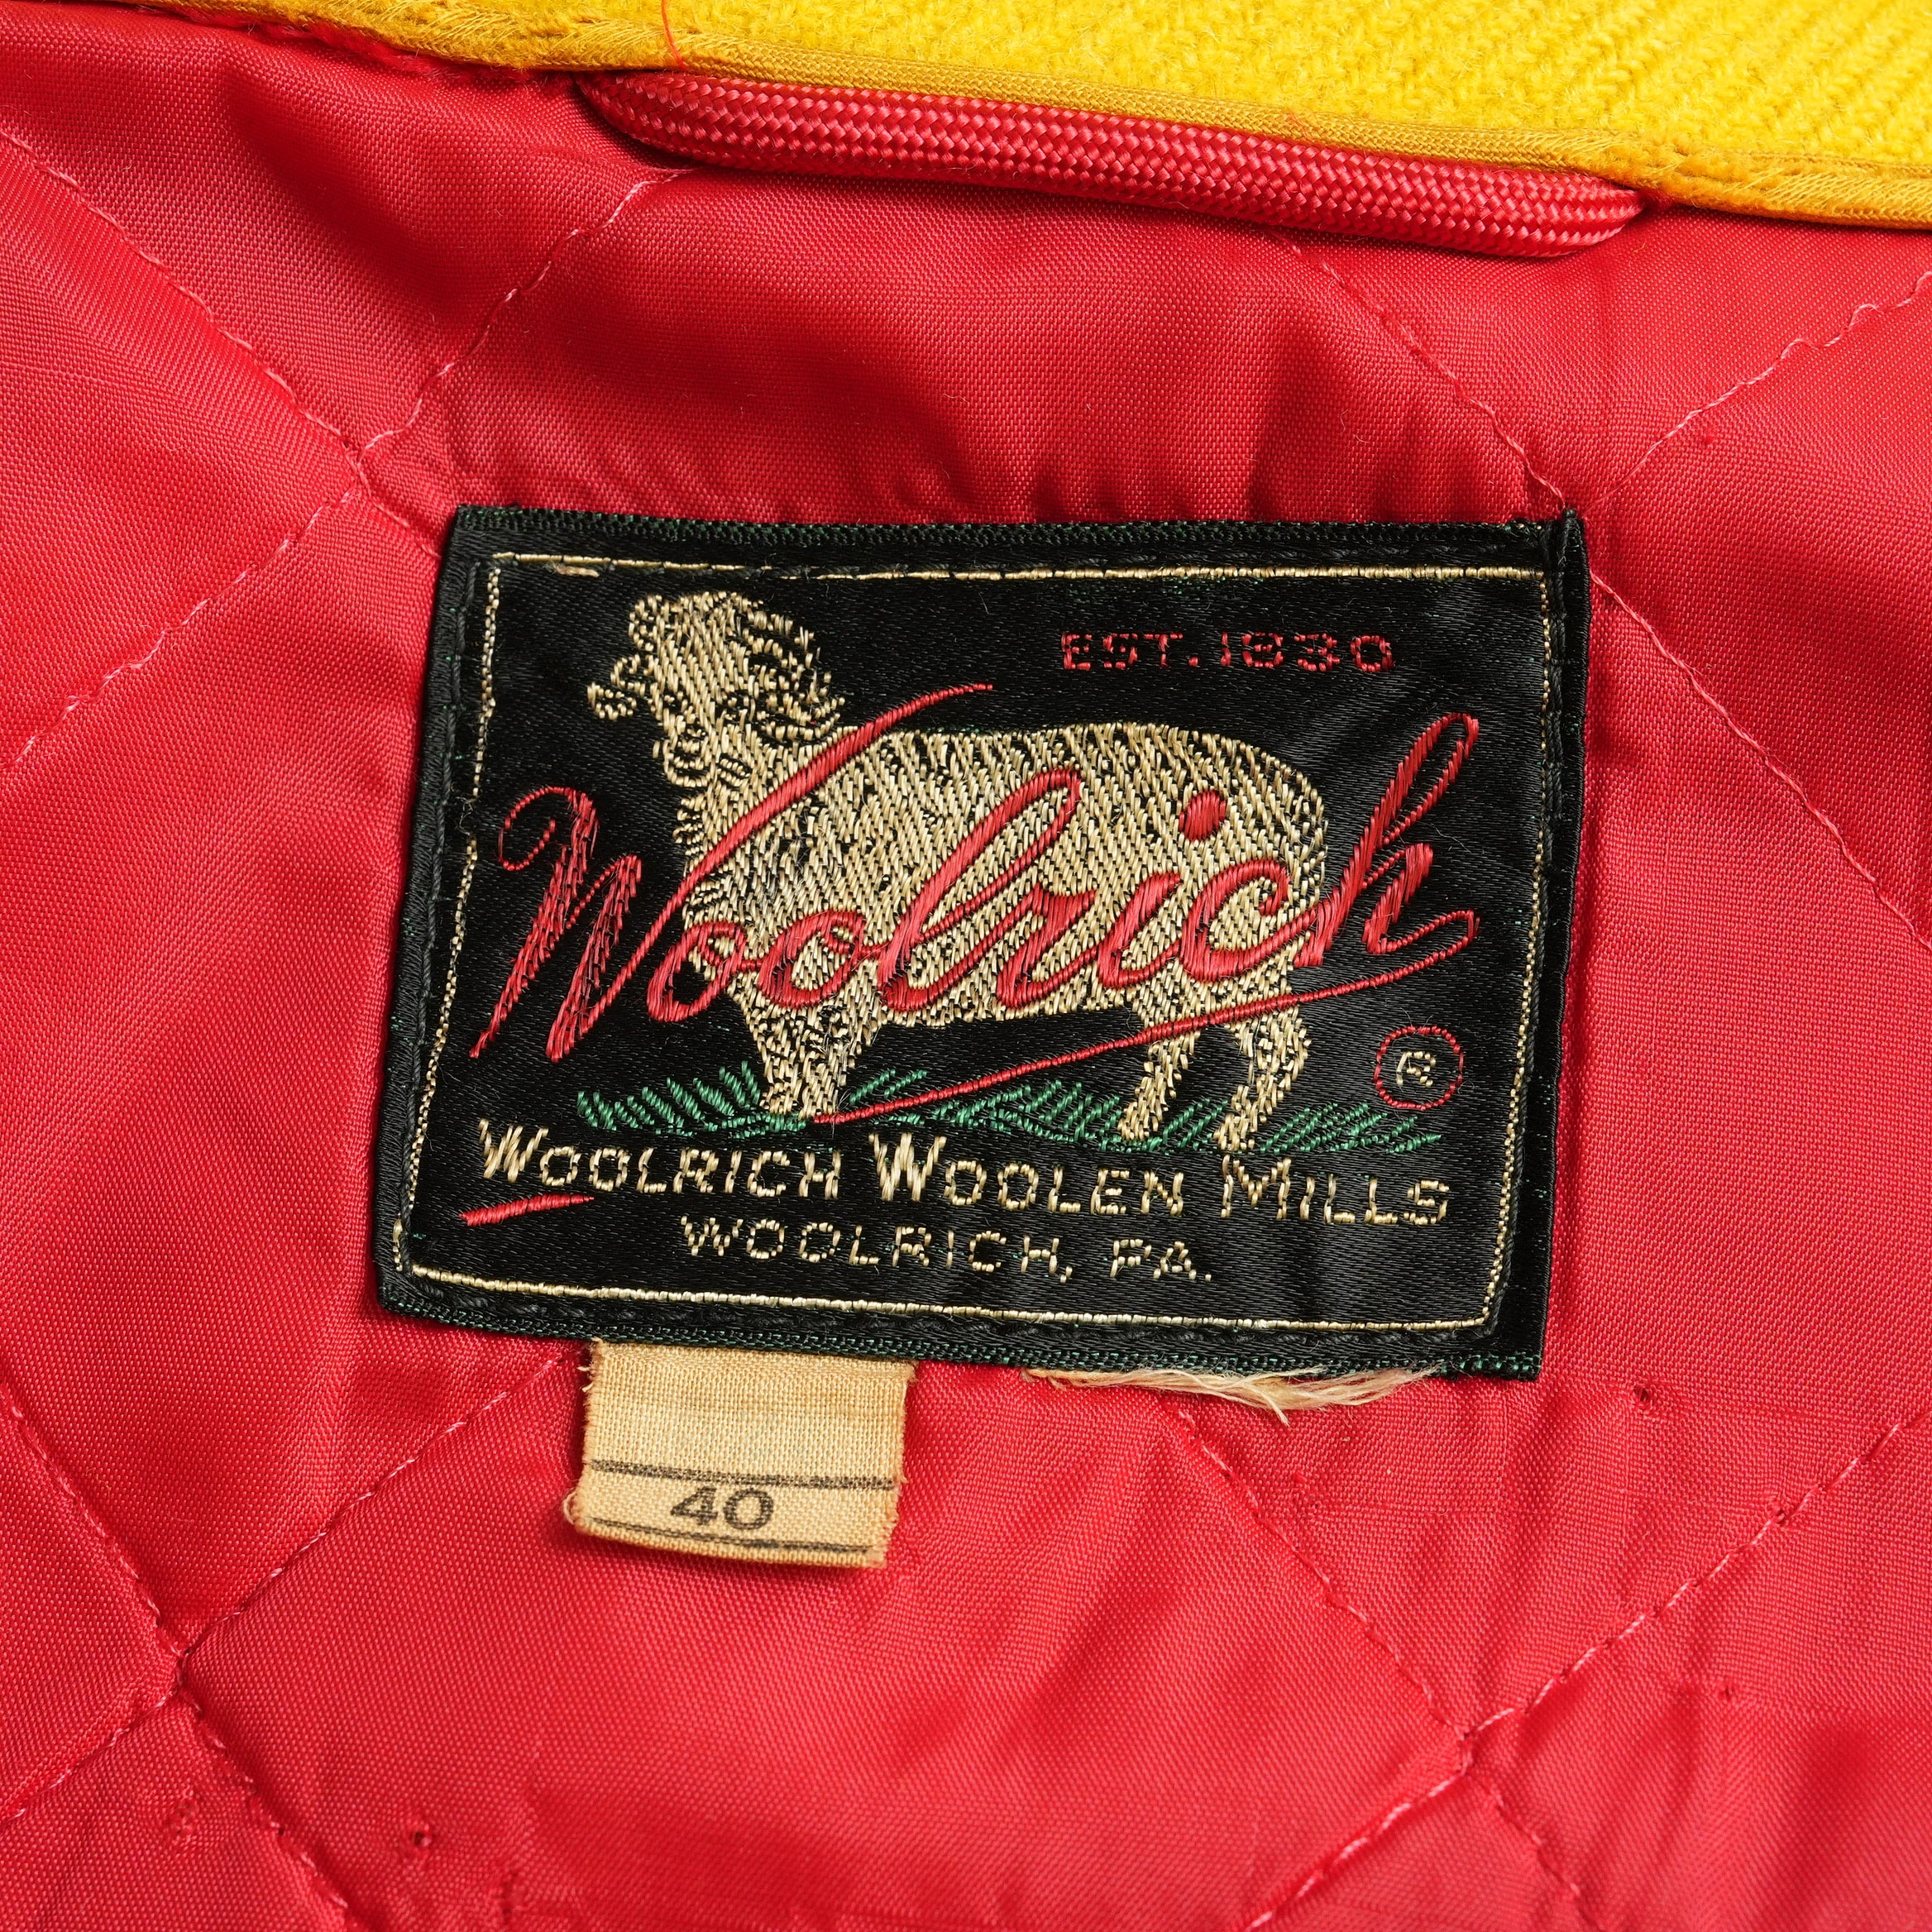 EST. 1830
Woolrich
®
WOOLRICH WOOLEN MILLS
WOOLRICH, PA.
40